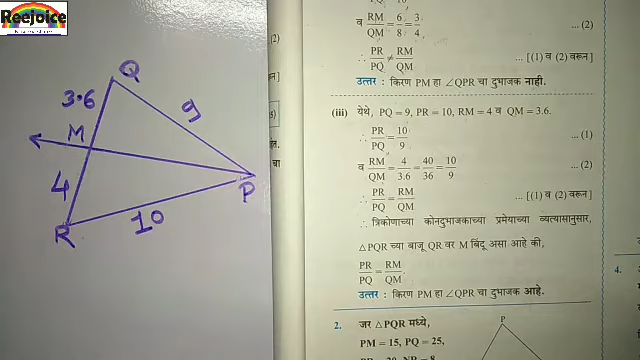 Reejoice
Q
3.6
9
M
4
P
R
10
व RM/QM = 6/8 = 3/4 ... (2)
∴ PR/PQ ≠ RM/QM ... [(1) व (2) वरून]
उत्तर : किरण PM हा ∠QPR चा दुभाजक नाही.
(iii) येथे, PQ = 9, PR = 10, RM = 4 व QM = 3.6.
∴ PR/PQ = 10/9 ... (1)
व RM/QM = 4/3.6 = 40/36 = 10/9 ... (2)
∴ PR/PQ = RM/QM ... [(1) व (2) वरून]
∴ त्रिकोणाच्या कोनदुभाजकाच्या प्रमेयाच्या व्यत्यासानुसार,
△PQR च्या बाजू QR वर M बिंदू असा आहे की,
PR/PQ = RM/QM.
उत्तर : किरण PM हा ∠QPR चा दुभाजक आहे.
2. जर △PQR मध्ये,
PM = 15, PQ = 25,
P
4.